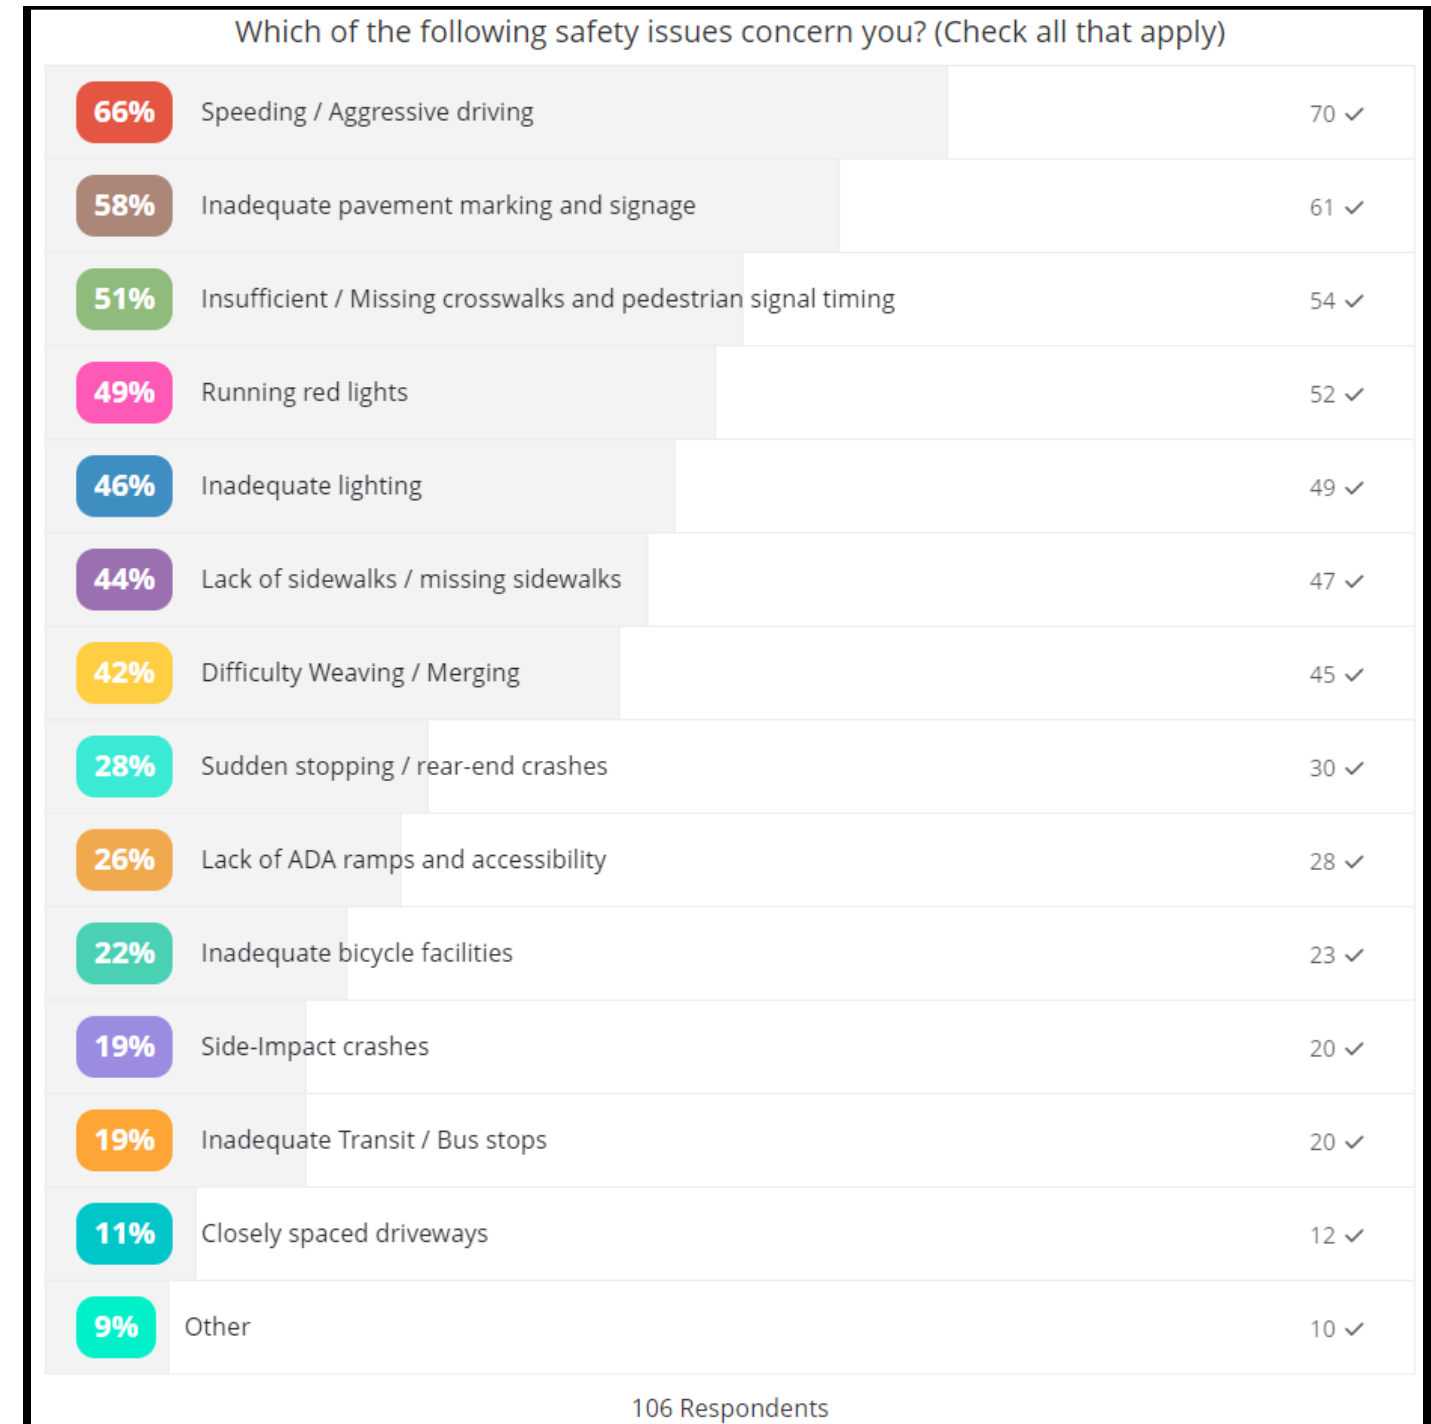 Which of the following safety issues concern you? (Check all that apply)
66% Speeding / Aggressive driving 70 ✓
58% Inadequate pavement marking and signage 61 ✓
51% Insufficient / Missing crosswalks and pedestrian signal timing 54 ✓
49% Running red lights 52 ✓
46% Inadequate lighting 49 ✓
44% Lack of sidewalks / missing sidewalks 47 ✓
42% Difficulty Weaving / Merging 45 ✓
28% Sudden stopping / rear-end crashes 30 ✓
26% Lack of ADA ramps and accessibility 28 ✓
22% Inadequate bicycle facilities 23 ✓
19% Side-Impact crashes 20 ✓
19% Inadequate Transit / Bus stops 20 ✓
11% Closely spaced driveways 12 ✓
9% Other 10 ✓
106 Respondents